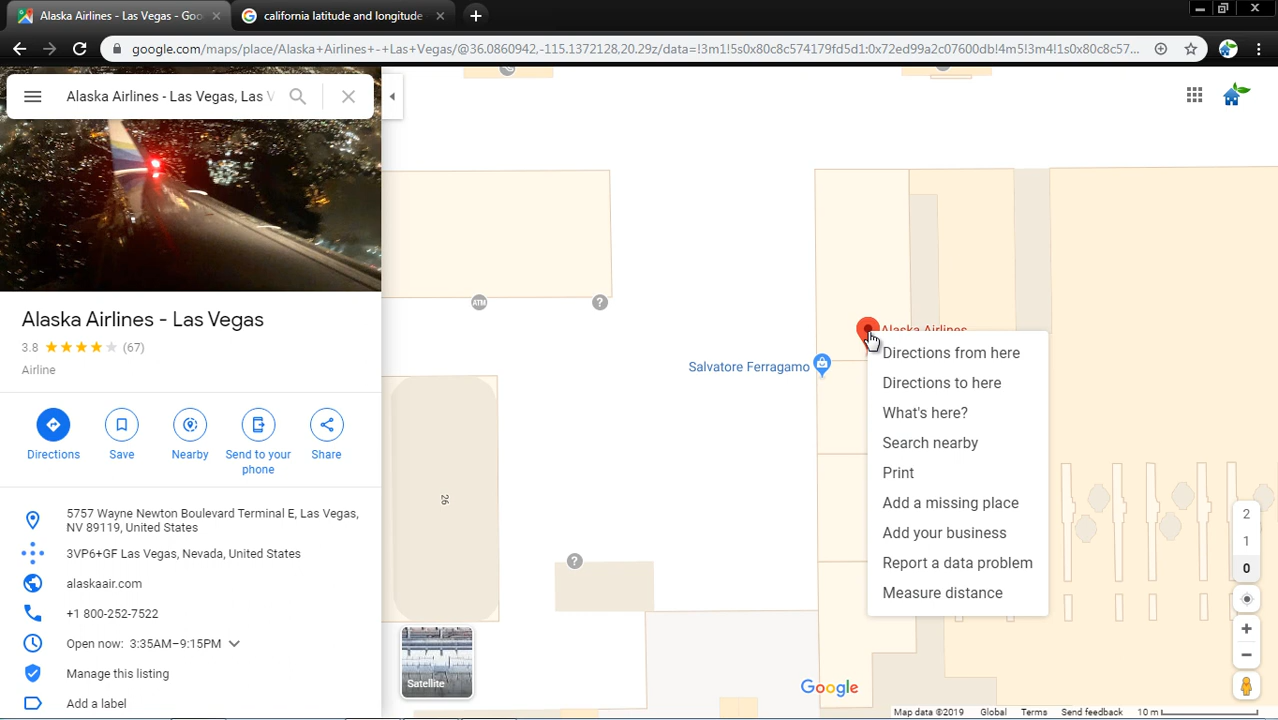 Alaska Airlines - Las Vegas - Goo
california latitude and longitude
google.com/maps/place/Alaska+Airlines+-+Las+Vegas/@36.0860942,-115.1372128,20.29z/data=!3m1!5s0x80c8c574179fd5d1:0x72ed99a2c07600db!4m5!3m4!1s0x80c8c57...
Alaska Airlines - Las Vegas, Las V
Alaska Airlines - Las Vegas
3.8 (67)
Airline
Directions
Save
Nearby
Send to your
phone
Share
5757 Wayne Newton Boulevard Terminal E, Las Vegas,
NV 89119, United States
3VP6+GF Las Vegas, Nevada, United States
alaskaair.com
+1 800-252-7522
Open now: 3:35AM–9:15PM
Manage this listing
Add a label
ATM
?
Alaska Airlines
Salvatore Ferragamo
26
?
Directions from here
Directions to here
What's here?
Search nearby
Print
Add a missing place
Add your business
Report a data problem
Measure distance
2
1
0
Satellite
Google
Map data ©2019 Global Terms Send feedback 10 m